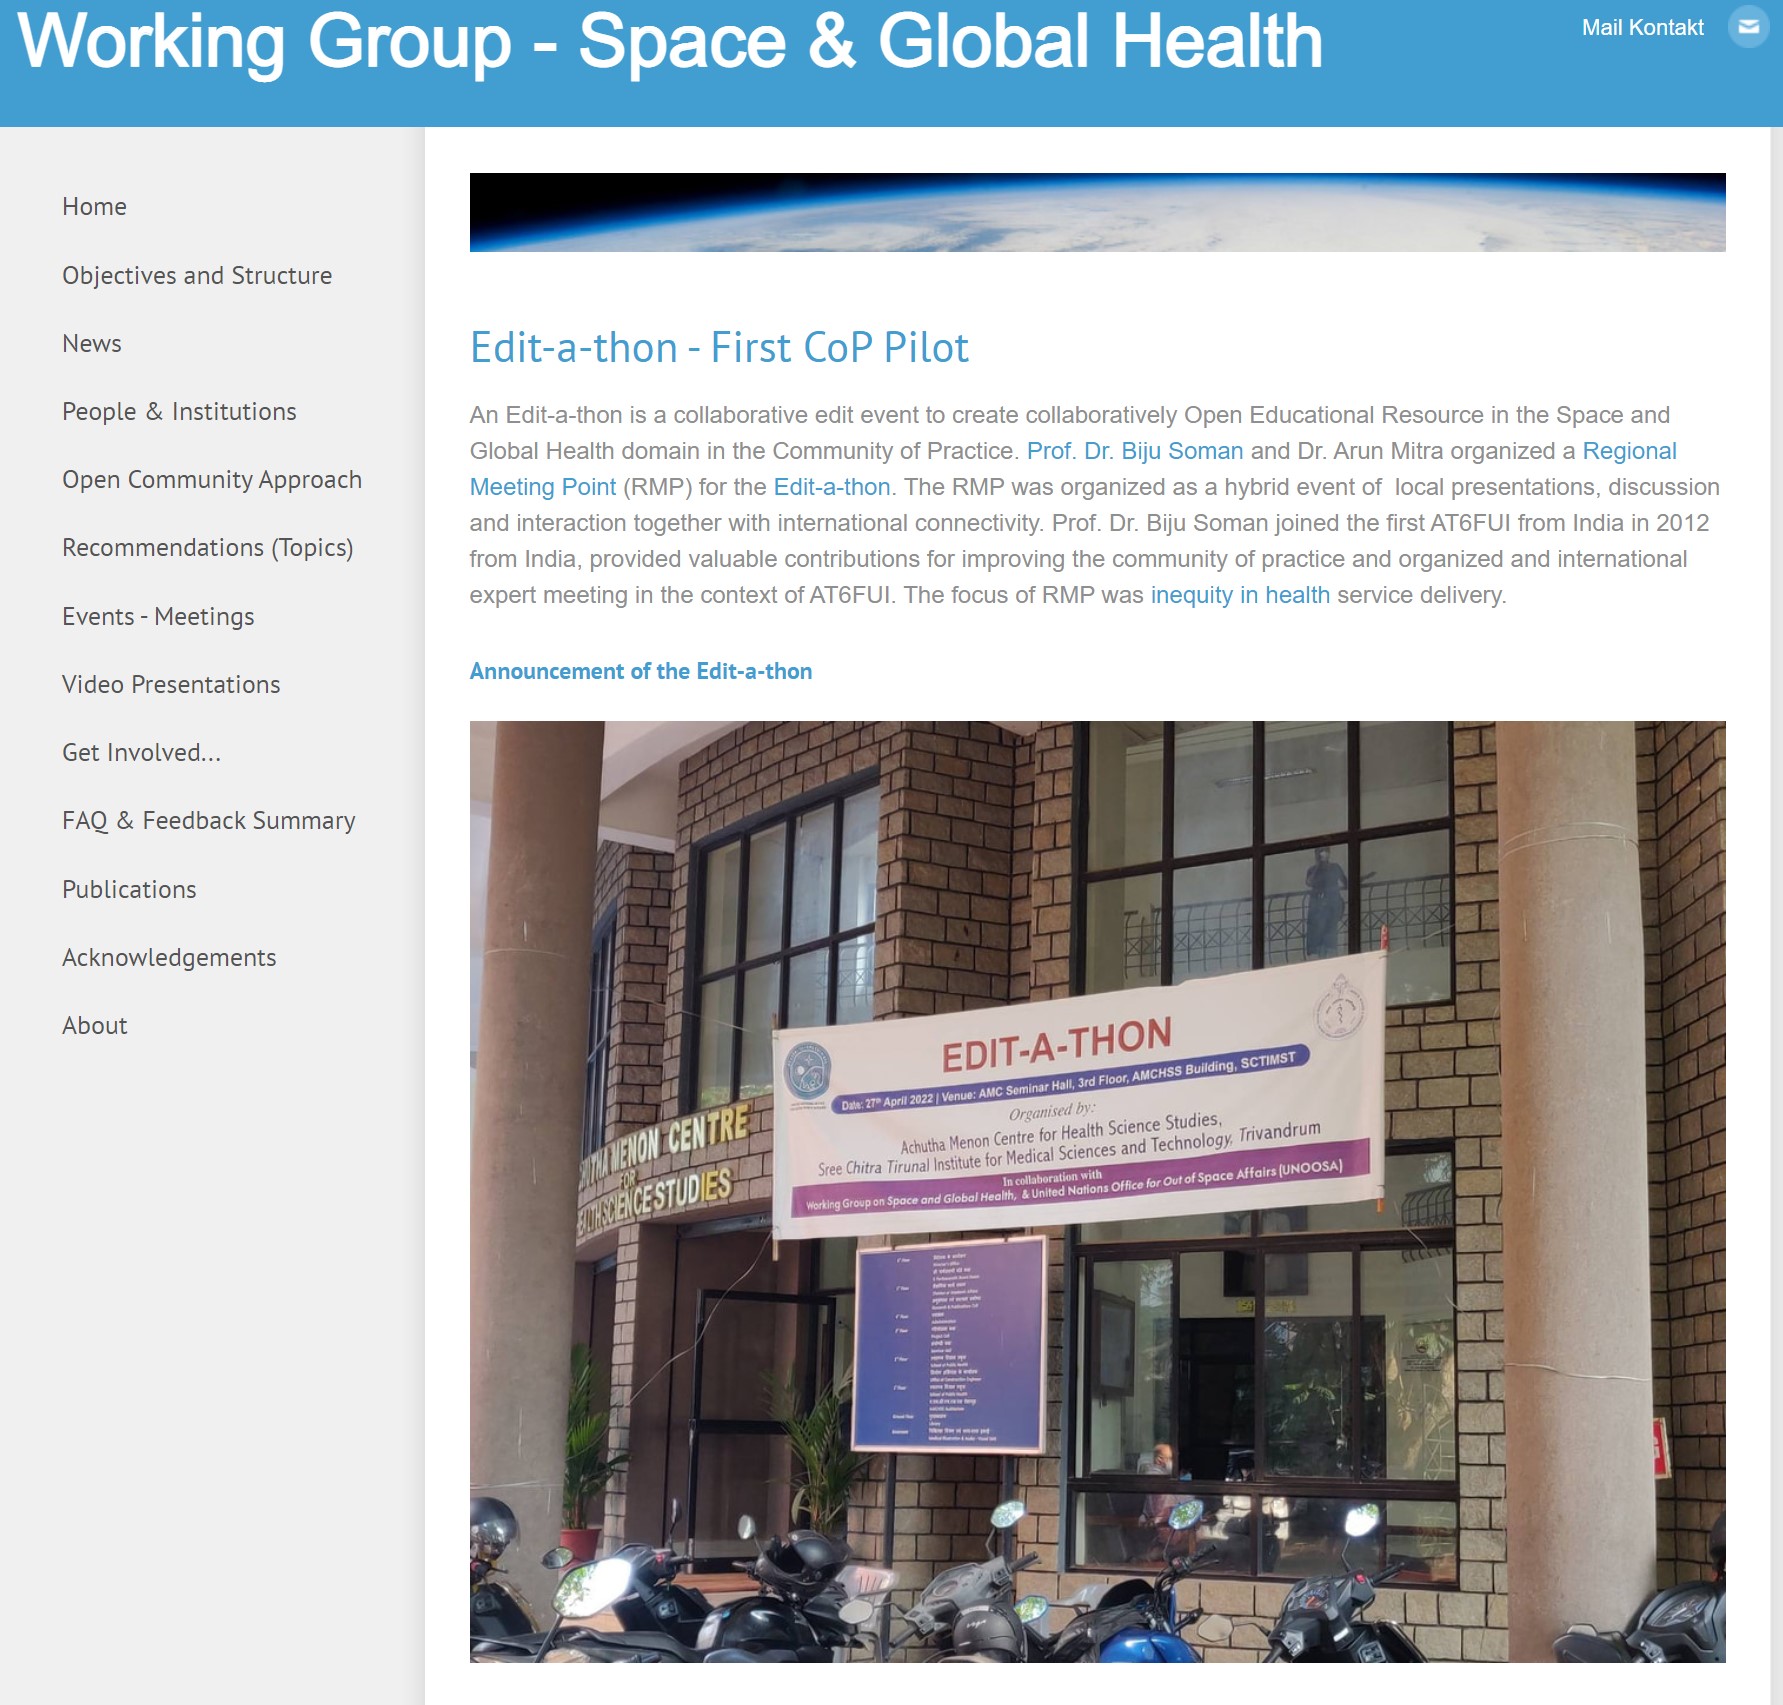 Working Group - Space & Global Health
Mail Kontakt
Home
Objectives and Structure
News
People & Institutions
Open Community Approach
Recommendations (Topics)
Events - Meetings
Video Presentations
Get Involved...
FAQ & Feedback Summary
Publications
Acknowledgements
About
Edit-a-thon - First CoP Pilot
An Edit-a-thon is a collaborative edit event to create collaboratively Open Educational Resource in the Space and
Global Health domain in the Community of Practice. Prof. Dr. Biju Soman and Dr. Arun Mitra organized a Regional
Meeting Point (RMP) for the Edit-a-thon. The RMP was organized as a hybrid event of local presentations, discussion
and interaction together with international connectivity. Prof. Dr. Biju Soman joined the first AT6FUI from India in 2012
from India, provided valuable contributions for improving the community of practice and organized and international
expert meeting in the context of AT6FUI. The focus of RMP was inequity in health service delivery.
Announcement of the Edit-a-thon
EDIT-A-THON
Date: 27th April 2022 | Venue: AMC Seminar Hall, 3rd Floor, AMCHSS Building, SCTIMST
Organised by:
Achutha Menon Centre for Health Science Studies,
Sree Chitra Tirunal Institute for Medical Sciences and Technology, Trivandrum
In collaboration with
Working Group on Space and Global Health, & United Nations Office for Out of Space Affairs (UNOOSA)
MENON CENTRE
FOR
SCIENCE STUDIES